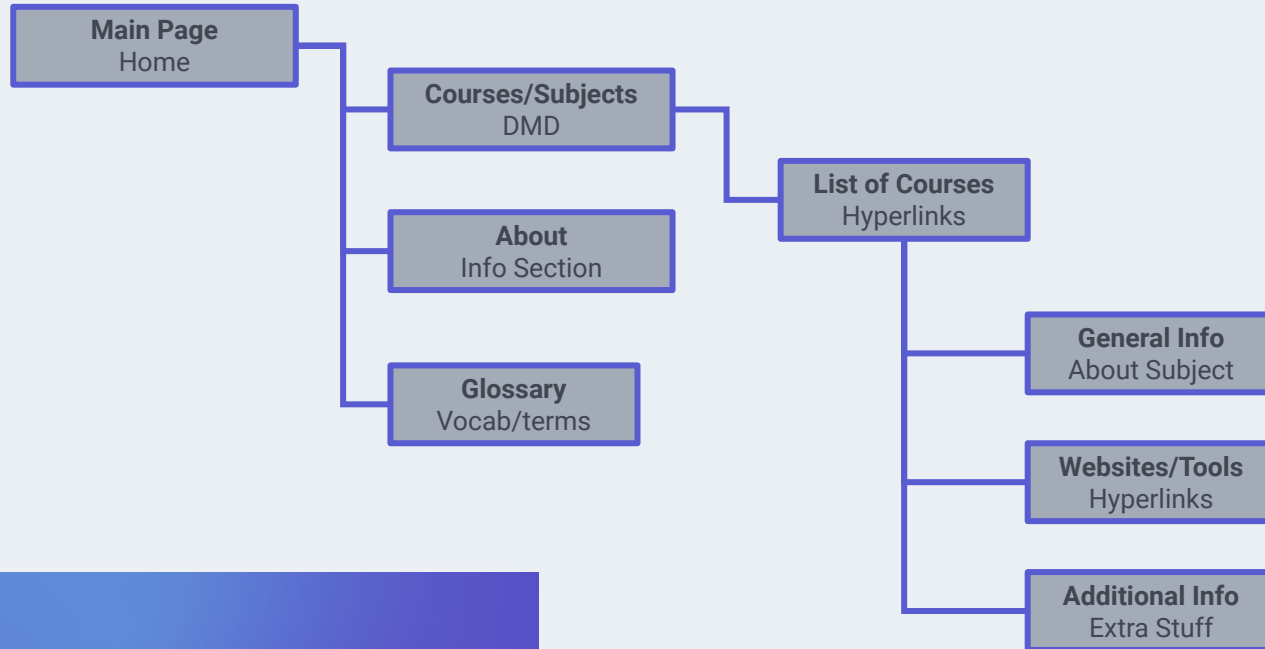 Main Page
Home
Courses/Subjects
DMD
List of Courses
Hyperlinks
About
Info Section
General Info
About Subject
Glossary
Vocab/terms
Websites/Tools
Hyperlinks
Additional Info
Extra Stuff